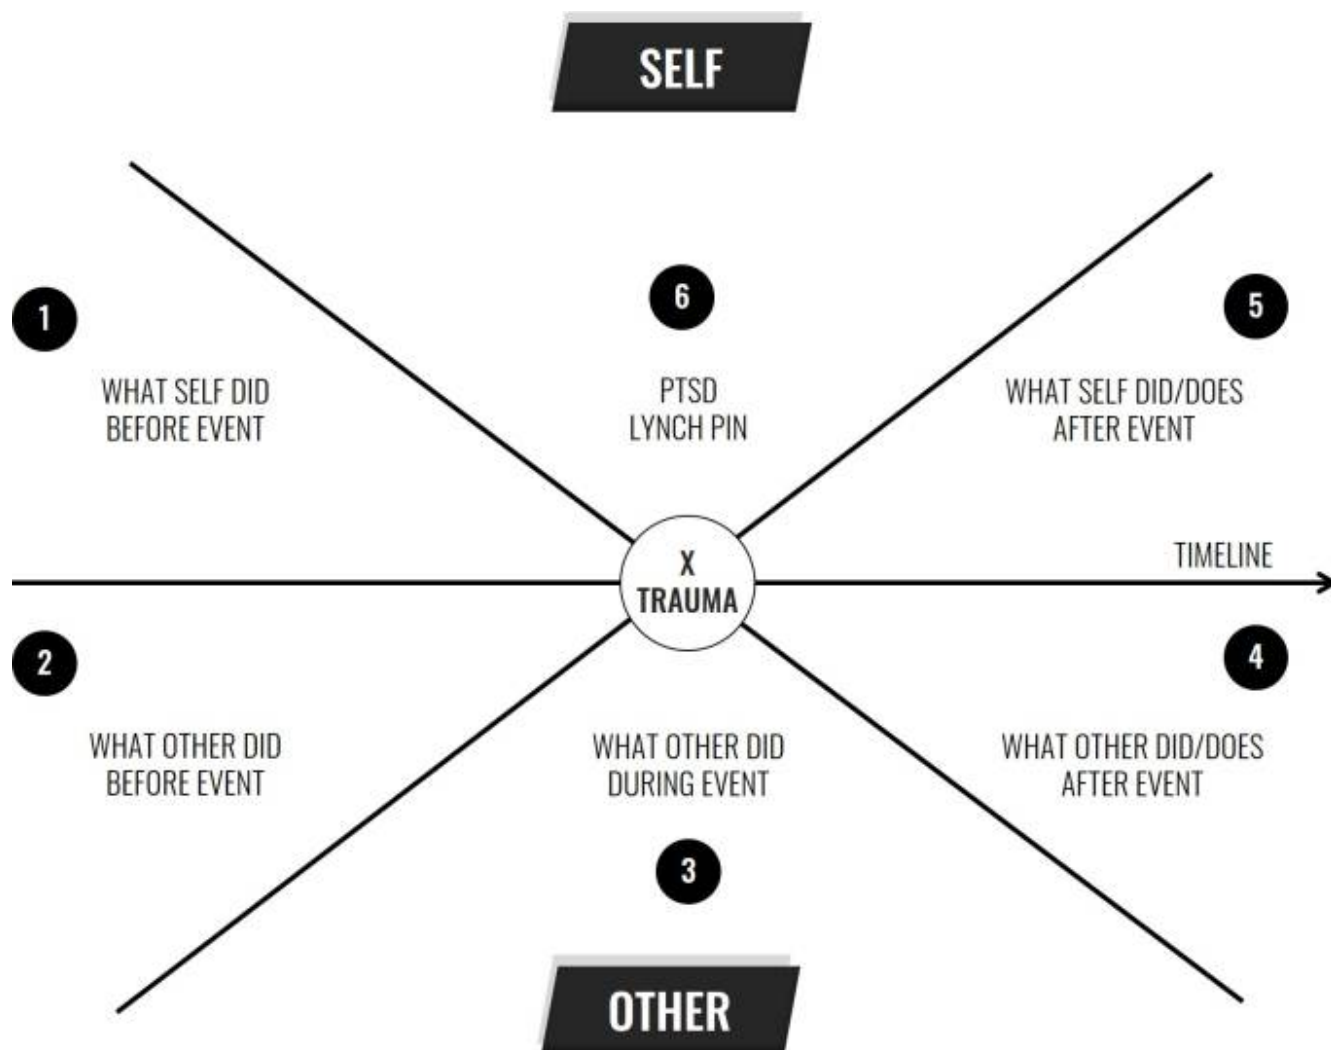 SELF
1
6
5
WHAT SELF DID
BEFORE EVENT
PTSD
LYNCH PIN
WHAT SELF DID/DOES
AFTER EVENT
TIMELINE
X
TRAUMA
2
4
WHAT OTHER DID
BEFORE EVENT
WHAT OTHER DID
DURING EVENT
WHAT OTHER DID/DOES
AFTER EVENT
3
OTHER